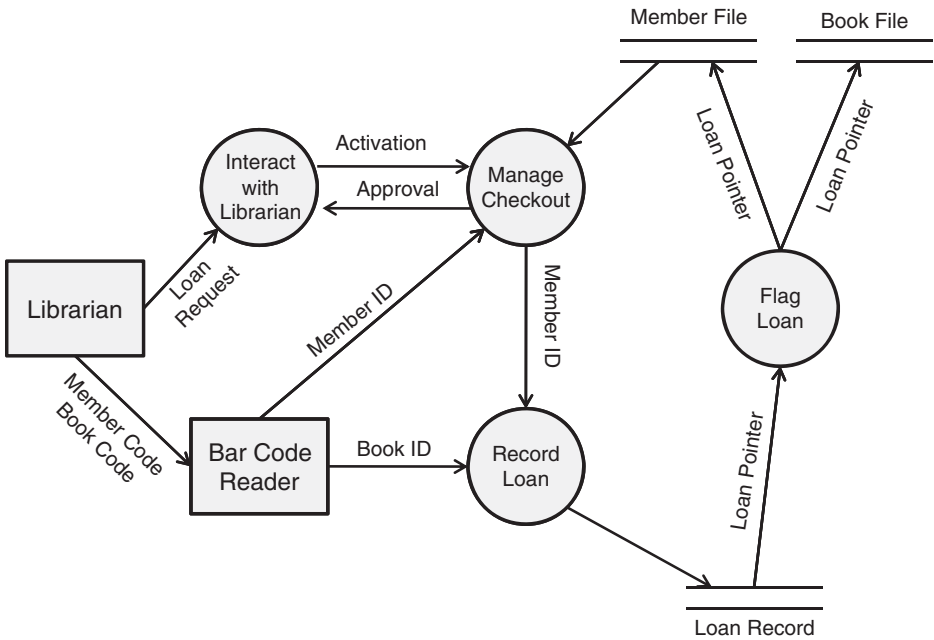 Member File
Book File
Activation
Interact
with
Librarian
Approval
Manage
Checkout
Loan Pointer
Loan Pointer
Librarian
Loan
Request
Member ID
Member ID
Flag
Loan
Member Code
Book Code
Bar Code
Reader
Book ID
Record
Loan
Loan Pointer
Loan Record